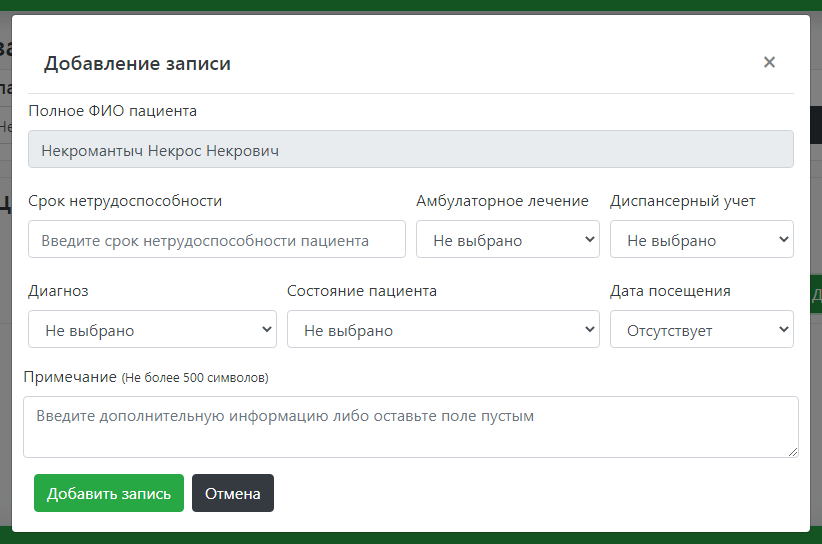 Добавление записи ×
Полное ФИО пациента
Некромантыч Некрос Некрович
Срок нетрудоспособности Амбулаторное лечение Диспансерный учет
Введите срок нетрудоспособности пациента Не выбрано Не выбрано
Диагноз Состояние пациента Дата посещения
Не выбрано Не выбрано Отсутствует
Примечание (Не более 500 символов)
Введите дополнительную информацию либо оставьте поле пустым
Добавить запись Отмена